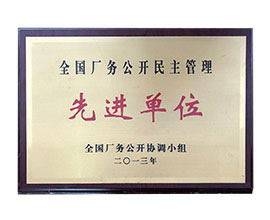 全国厂务公开民主管理
先进单位
全国厂务公开协调小组
二〇一三年